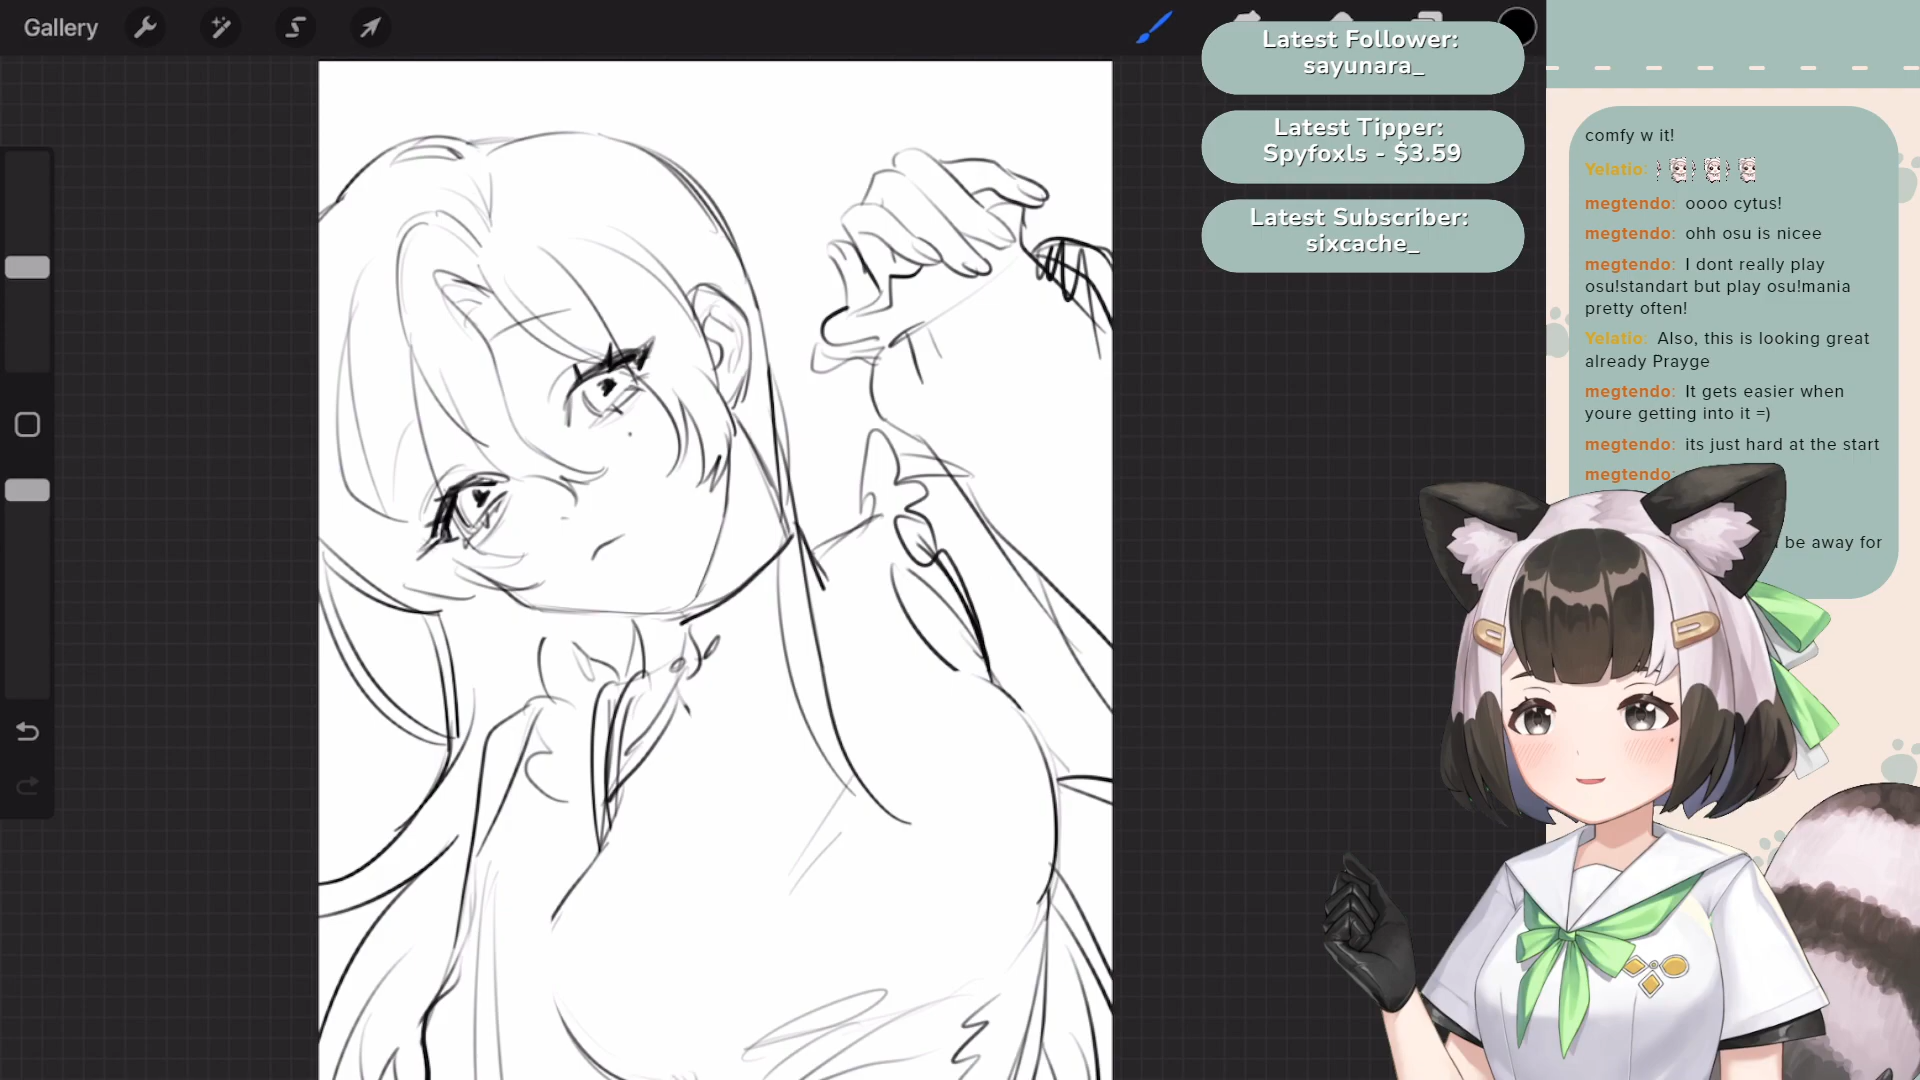 Gallery
Latest Follower:
sayunara_
Latest Tipper:
Spyfoxls - $3.59
Latest Subscriber:
sixcache_
comfy w it!
Yelatio:
megtendo: oooo cytus!
megtendo: ohh osu is nicee
megtendo: I dont really play
osu!standart but play osu!mania
pretty often!
Yelatio: Also, this is looking great
already Prayge
megtendo: It gets easier when
youre getting into it =)
megtendo: its just hard at the start
megtendo:
be away for